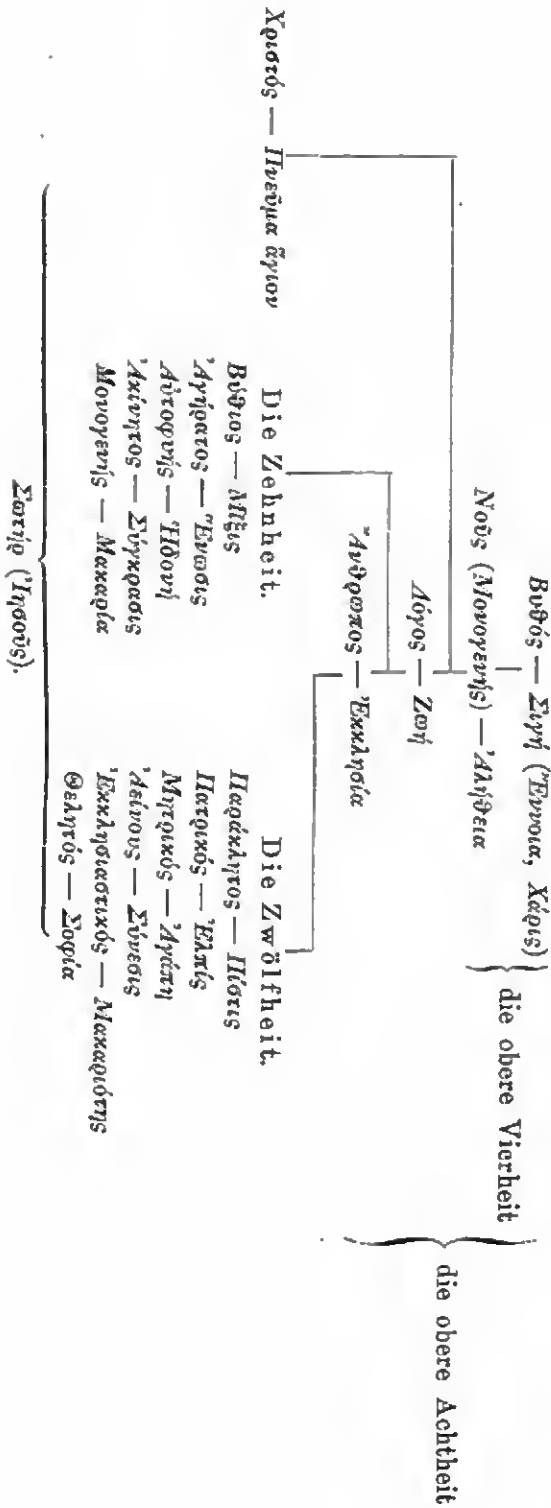 Βυθός — Σιγή (Ἔννοια, Χάρις)
Νοῦς (Μονογενής) — Ἀλήθεια
die obere Vierheit
Λόγος — Ζωή
Ἄνθρωπος — Ἐκκλησία
die obere Achtheit
Χριστός — Πνεῦμα ἅγιον
Die Zehnheit.
Βύθιος — Μῖξις
Ἀγήρατος — Ἕνωσις
Αὐτοφυής — Ἡδονή
Ἀκίνητος — Σύγκρασις
Μονογενής — Μακαρία
Die Zwölfheit.
Παράκλητος — Πίστις
Πατρικός — Ἐλπίς
Μητρικός — Ἀγάπη
Ἀείνους — Σύνεσις
Ἐκκλησιαστικός — Μακαριότης
Θελητός — Σοφία
Σωτήρ (Ἰησοῦς).